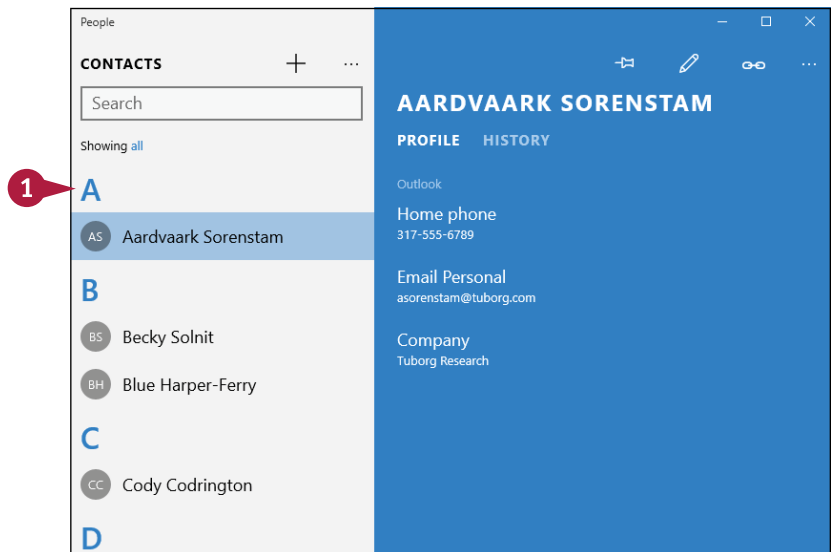 People
CONTACTS
Search
Showing all
1
A
AS Aardvaark Sorenstam
B
BS Becky Solnit
BH Blue Harper-Ferry
C
CC Cody Codrington
D
AARDVAARK SORENSTAM
PROFILE HISTORY
Outlook
Home phone
317-555-6789
Email Personal
asorenstam@tuborg.com
Company
Tuborg Research